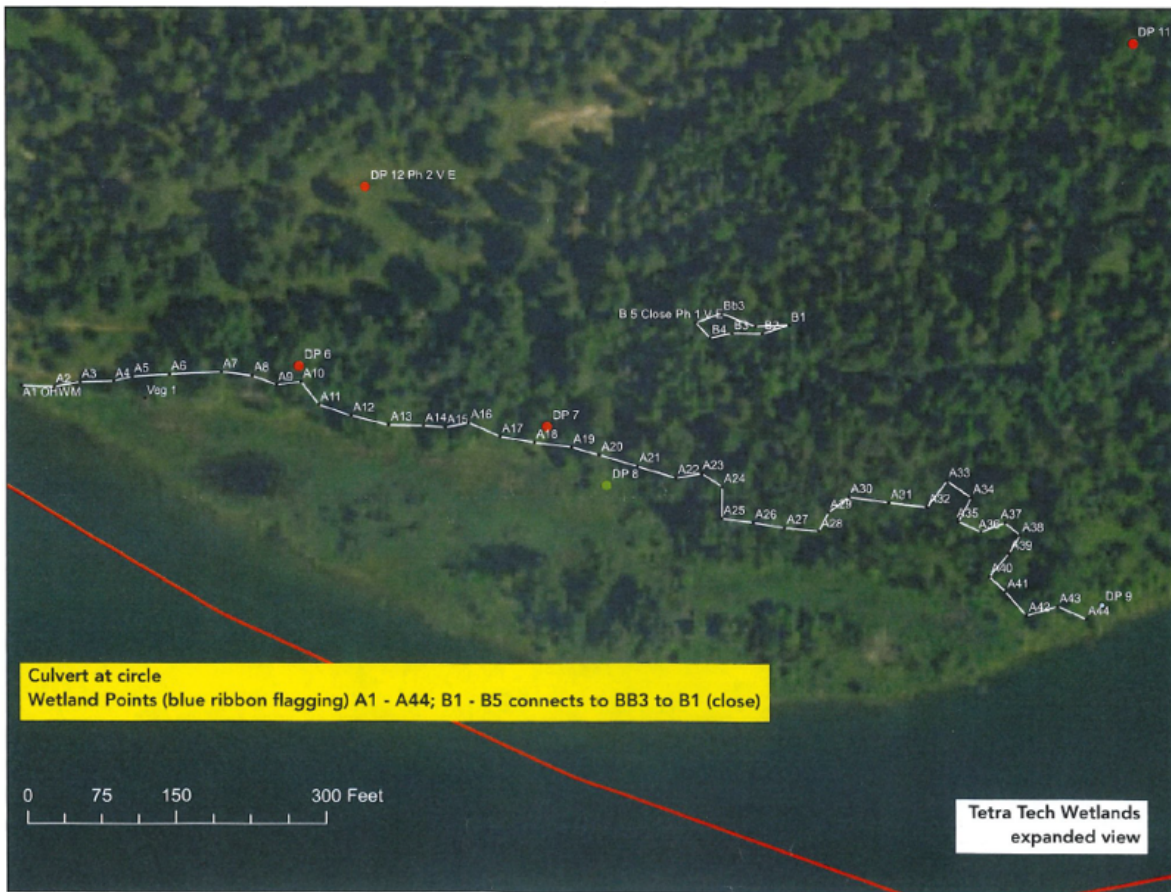 DP 11
DP 12 Ph 2 V E
Bb3
B 5 Close Ph 1 V E
B1
B2
B3
B4
DP 6
A1 OHWM
A2
A3
A4
A5
A6
A7
A8
A9
A10
Veg 1
A11
A12
A13
A14
A15
A16
DP 7
A17
A18
A19
A20
A21
DP 8
A22
A23
A24
A25
A26
A27
A28
A29
A30
A31
A32
A33
A34
A35
A36
A37
A38
A39
A40
A41
A42
A43
A44
DP 9
Culvert at circle
Wetland Points (blue ribbon flagging) A1 - A44; B1 - B5 connects to BB3 to B1 (close)
0 75 150 300 Feet
Tetra Tech Wetlands
expanded view